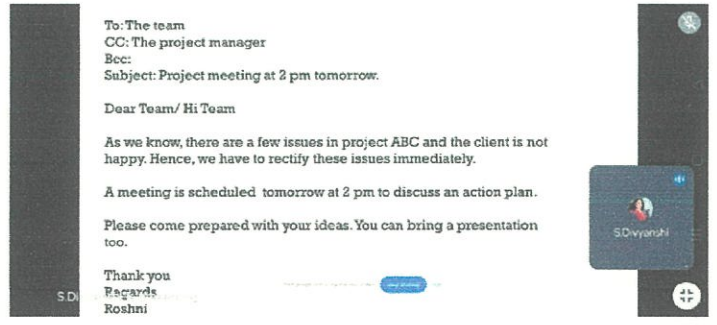 To: The team
CC: The project manager
Bcc:
Subject: Project meeting at 2 pm tomorrow.
Dear Team/ Hi Team
As we know, there are a few issues in project ABC and the client is not
happy. Hence, we have to rectify these issues immediately.
A meeting is scheduled tomorrow at 2 pm to discuss an action plan.
Please come prepared with your ideas. You can bring a presentation
too.
Thank you
Regards
Roshni
S.Divyanshi
S.Di